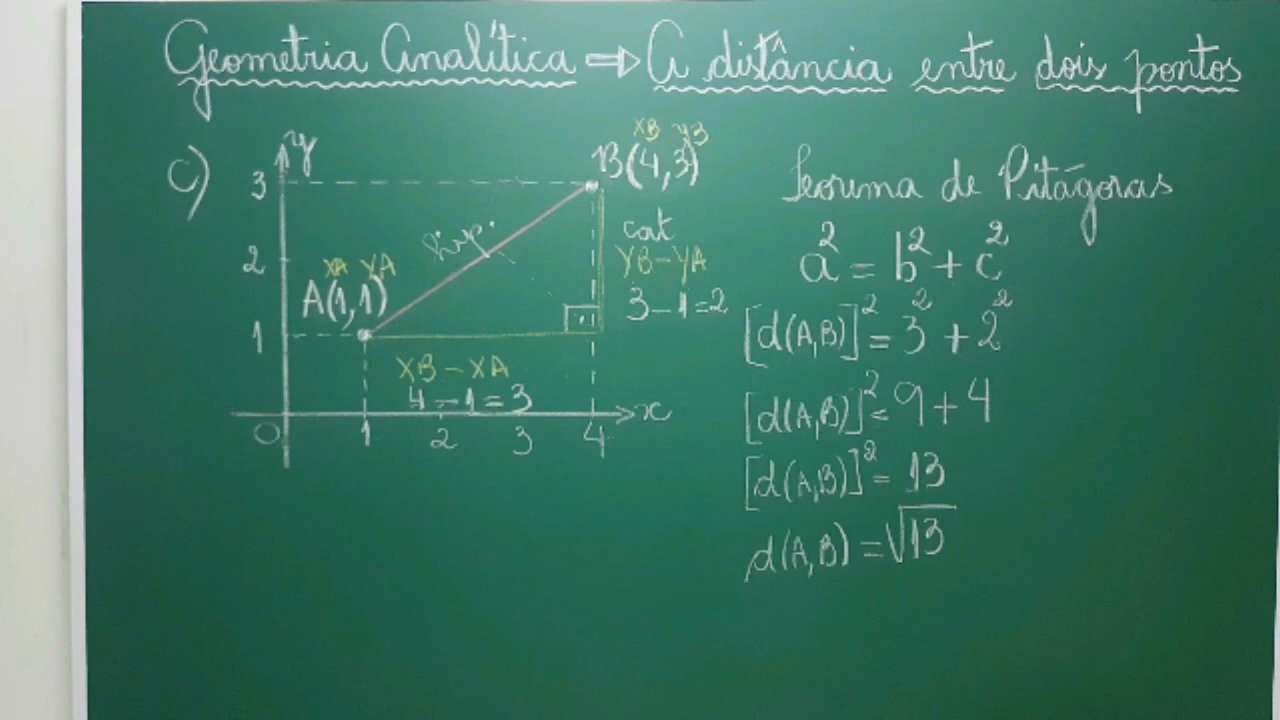 Geometria Analítica ⇒ A distância entre dois pontos
C)
y
XB YB
B(4,3)
3
hip.
cat
YB-YA
3-1=2
2
XA YA
A(1,1)
1
XB-XA
4-1=3
x
0 1 2 3 4
Teorema de Pitágoras
a² = b² + c²
[d(A,B)]² = 3² + 2²
[d(A,B)]² = 9 + 4
[d(A,B)]² = 13
d(A,B) = √13